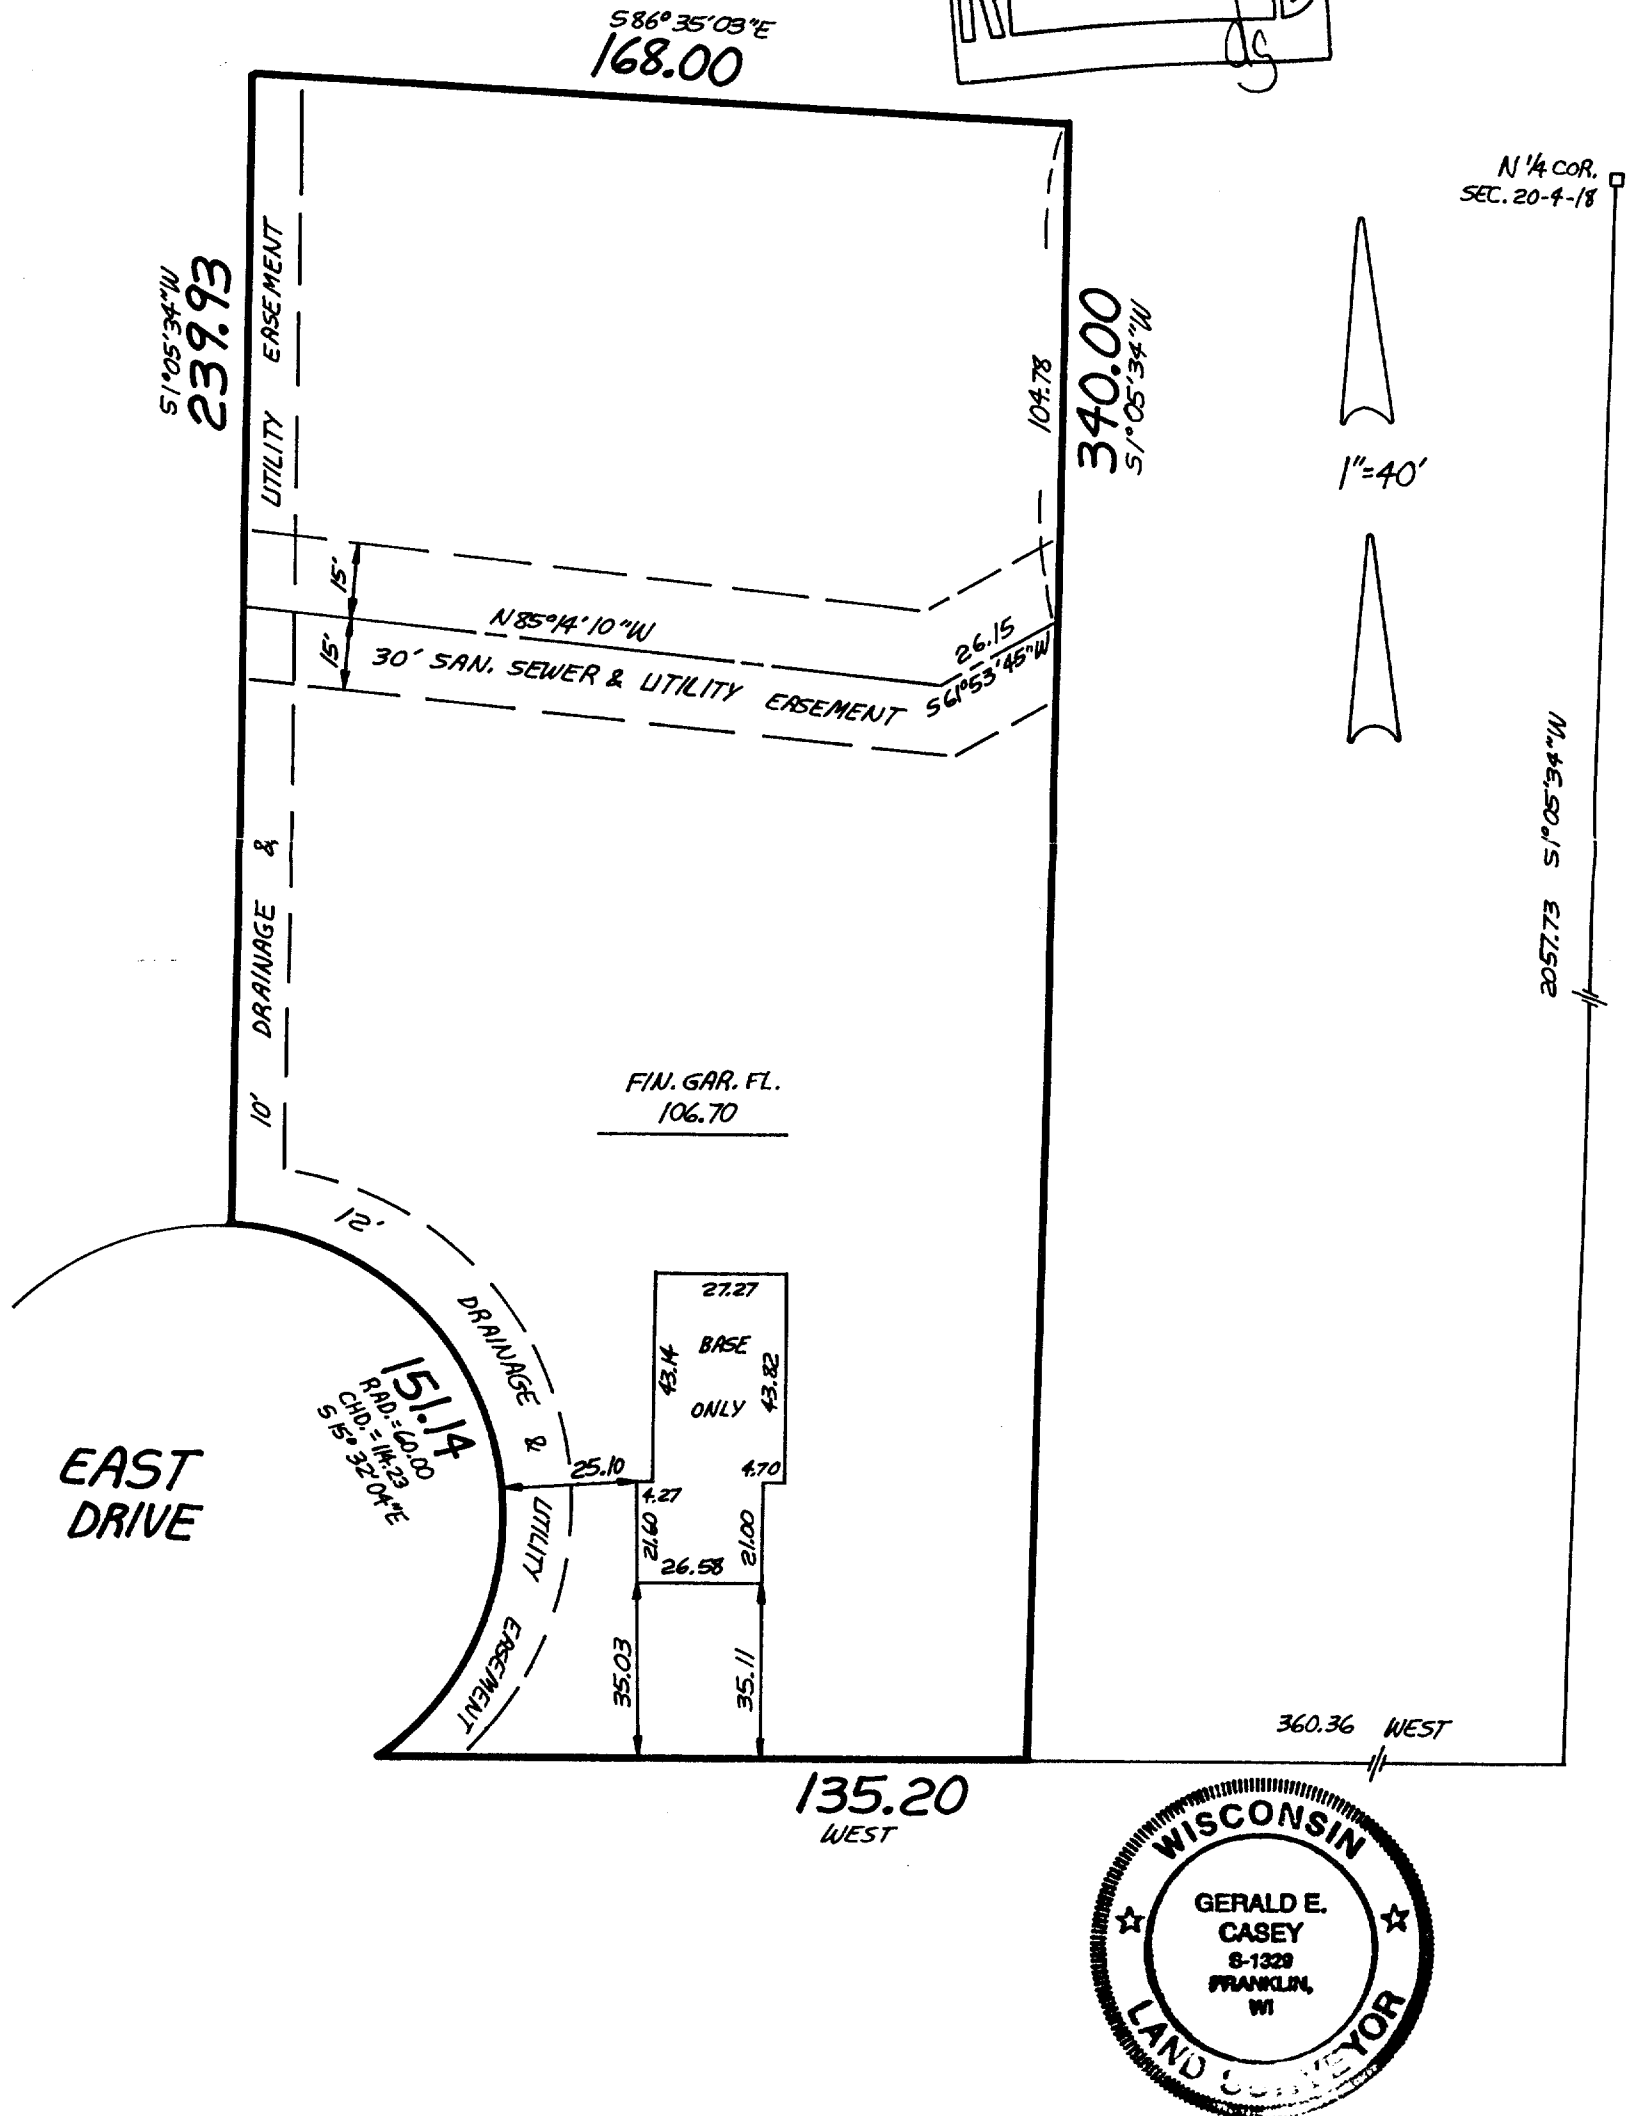 S86°35'03"E
168.00
N 1/4 COR.
SEC. 20-4-18
S1°05'34"W
239.93
UTILITY EASEMENT
104.78
340.00
S1°05'34"W
1"=40'
15'
15'
N85°14'10"W
30' SAN. SEWER & UTILITY EASEMENT
26.15
S61°53'45"W
2057.73 S1°05'34"W
10' DRAINAGE &
FIN. GAR. FL.
106.70
12'
DRAINAGE & UTILITY EASEMENT
27.27
BASE
ONLY
43.14
43.82
151.14
RAD.=60.00
CHD.=114.23
S15°32'04"E
EAST
DRIVE
25.10
4.70
4.27
21.60
21.00
26.58
35.03
35.11
360.36 WEST
135.20
WEST
WISCONSIN
GERALD E.
CASEY
S-1329
FRANKLIN,
WI
LAND SURVEYOR